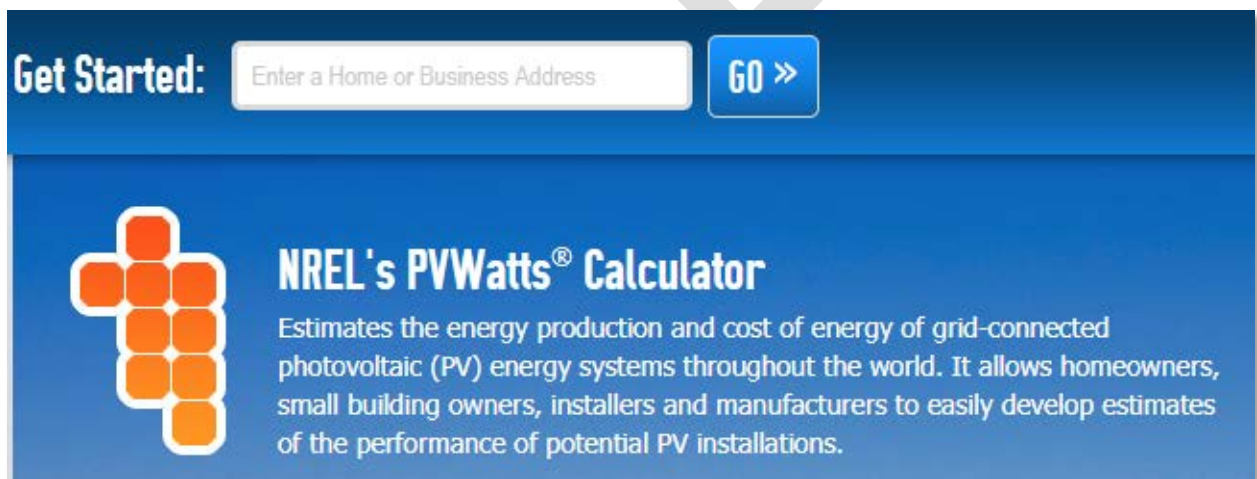 Get Started: Enter a Home or Business Address GO »
NREL's PVWatts® Calculator
Estimates the energy production and cost of energy of grid-connected
photovoltaic (PV) energy systems throughout the world. It allows homeowners,
small building owners, installers and manufacturers to easily develop estimates
of the performance of potential PV installations.